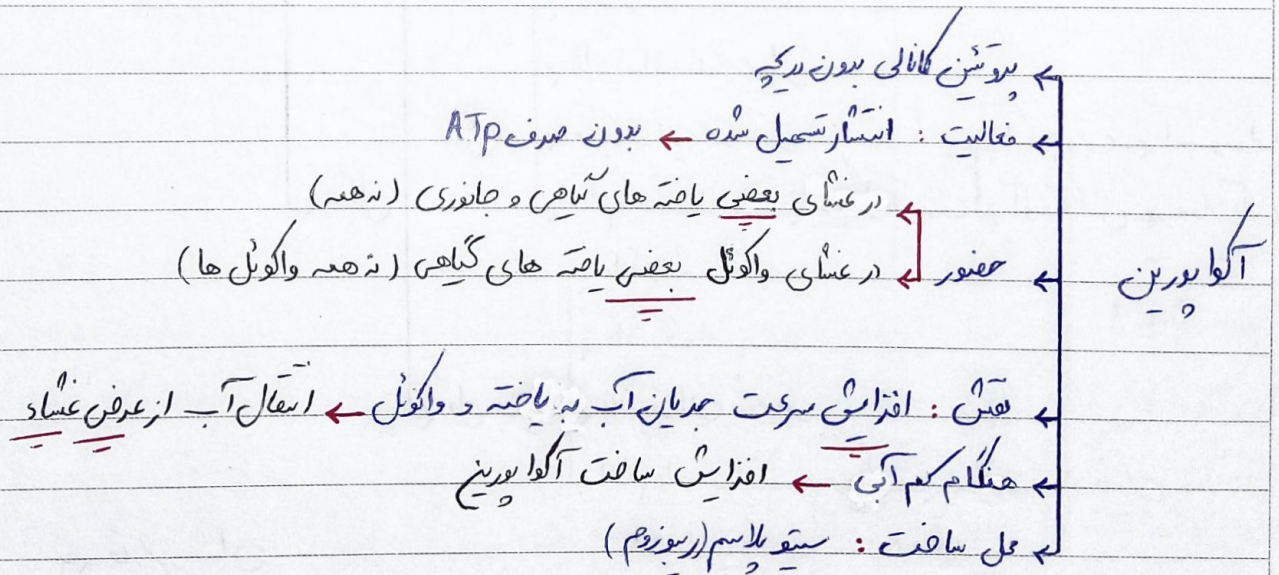 آکواپورین
← پروتئین کانالی بدون دریچه
← فعالیت : انتشار تسهیل شده ← بدون صرف ATP
← حضور
← در غشای بعضی یاخته های گیاهی و جانوری (نه همه)
← در غشای واکوئل بعضی یاخته های گیاهی (نه همه واکوئل ها)
← نقش : افزایش سرعت جریان آب به یاخته و واکوئل ← انتقال آب از عرض غشاء
← هنگام کم آبی ← افزایش ساخت آکواپورین
← محل ساخت : سیتوپلاسم (ریبوزوم)